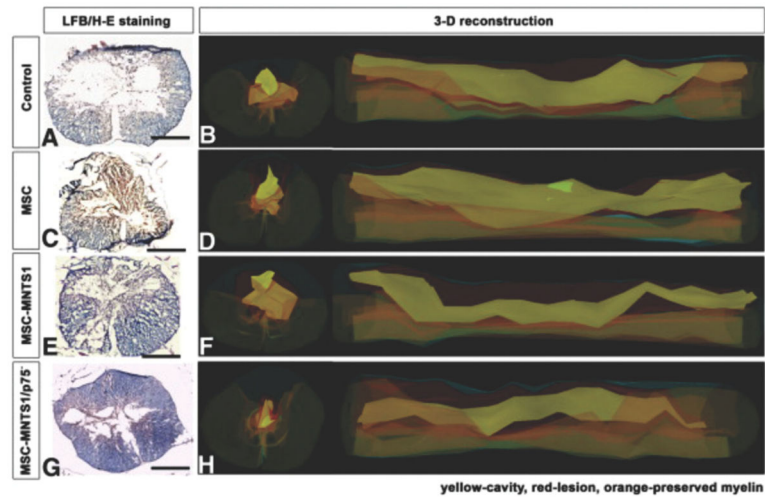 LFB/H-E staining
3-D reconstruction
Control
A
B
MSC
C
D
MSC-MNTS1
E
F
MSC-MNTS1/p75-
G
H
yellow-cavity, red-lesion, orange-preserved myelin